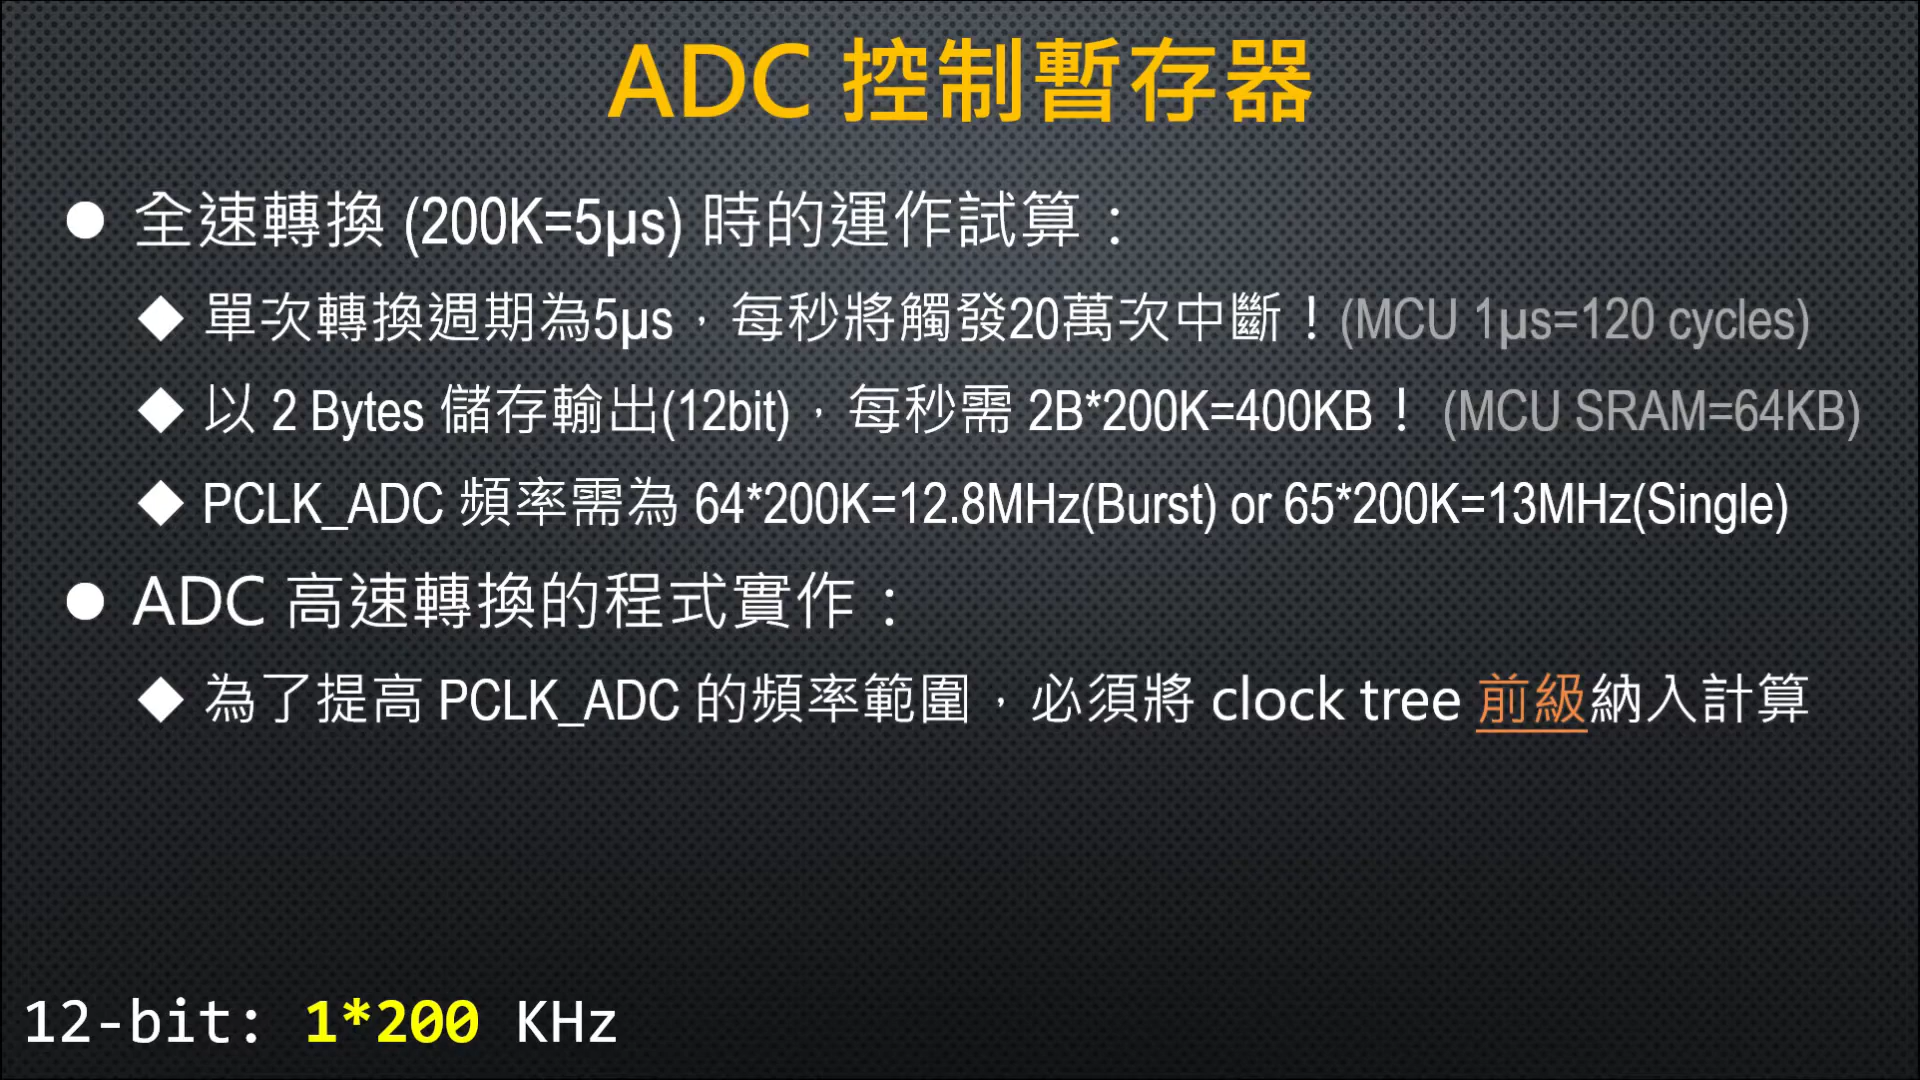 ADC 控制暫存器
● 全速轉換 (200K=5µs) 時的運作試算：
◆ 單次轉換週期為5µs，每秒將觸發20萬次中斷！(MCU 1µs=120 cycles)
◆ 以 2 Bytes 儲存輸出(12bit)，每秒需 2B*200K=400KB！ (MCU SRAM=64KB)
◆ PCLK_ADC 頻率需為 64*200K=12.8MHz(Burst) or 65*200K=13MHz(Single)
● ADC 高速轉換的程式實作：
◆ 為了提高 PCLK_ADC 的頻率範圍，必須將 clock tree 前級納入計算
12-bit: 1*200 KHz